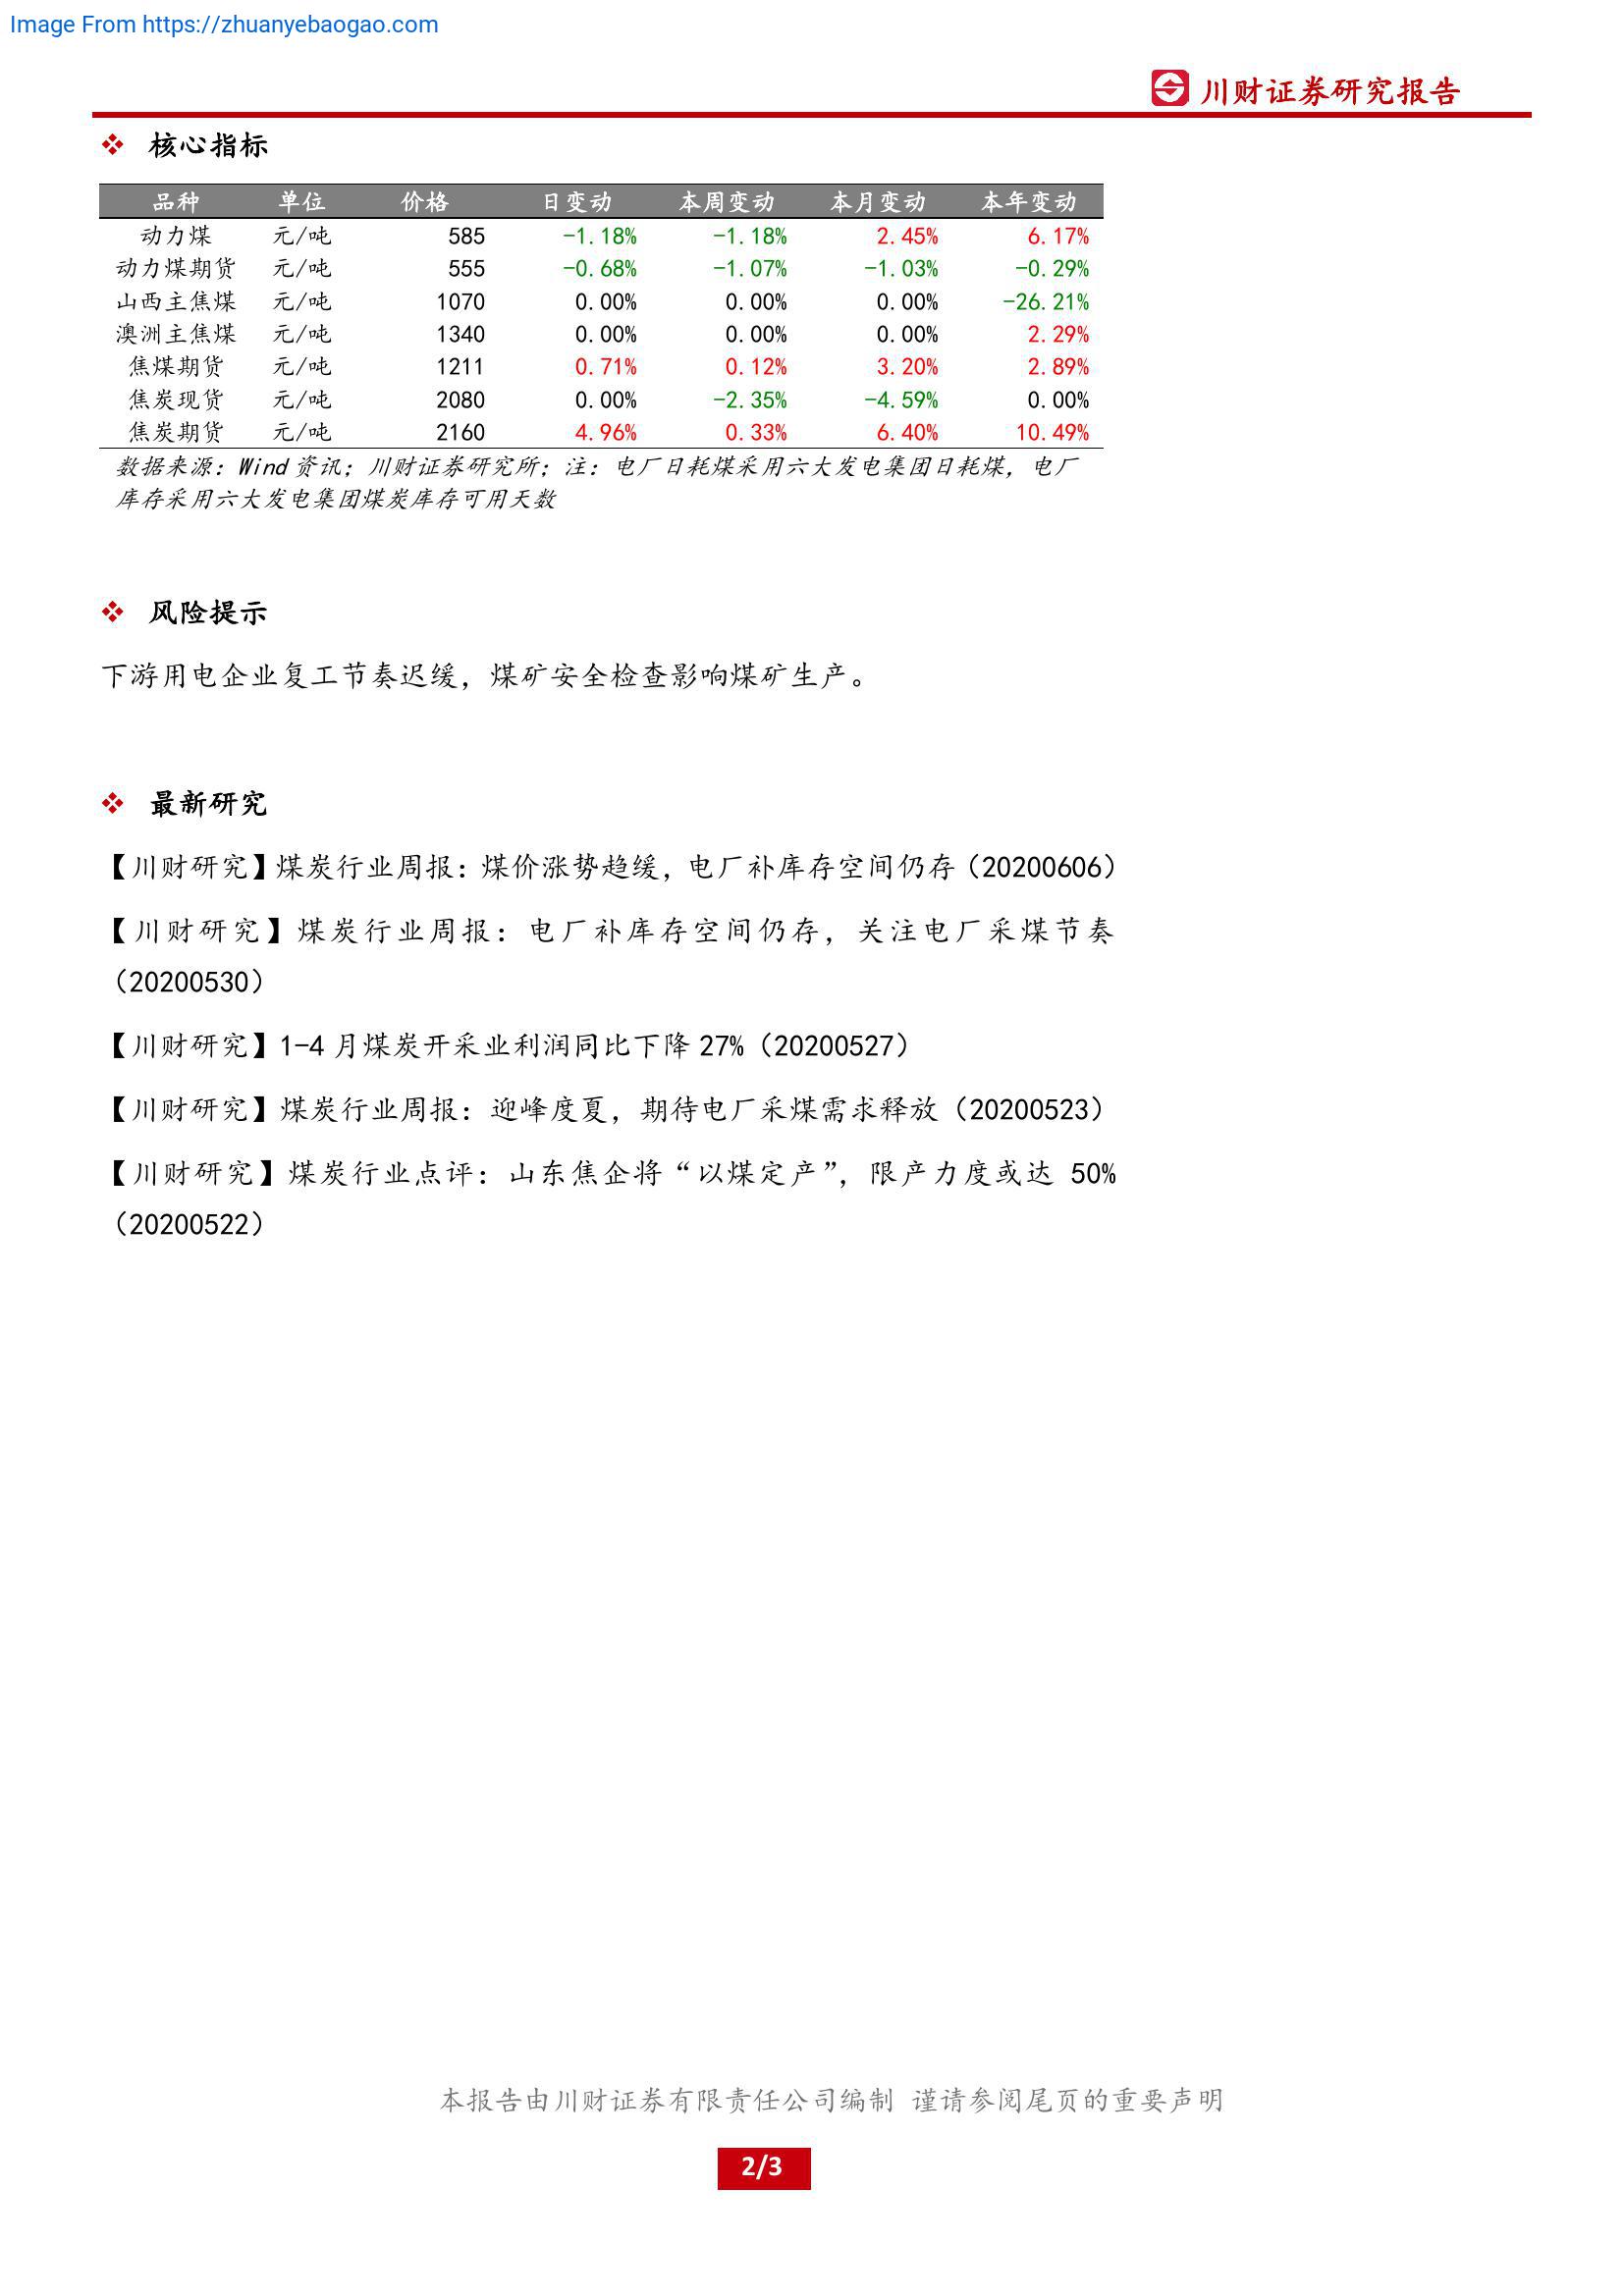 Image From https://zhuanyebaogao.com
川财证券研究报告
核心指标
品种 单位 价格 日变动 本周变动 本月变动 本年变动
动力煤 元/吨 585 -1.18% -1.18% 2.45% 6.17%
动力煤期货 元/吨 555 -0.68% -1.07% -1.03% -0.29%
山西主焦煤 元/吨 1070 0.00% 0.00% 0.00% -26.21%
澳洲主焦煤 元/吨 1340 0.00% 0.00% 0.00% 2.29%
焦煤期货 元/吨 1211 0.71% 0.12% 3.20% 2.89%
焦炭现货 元/吨 2080 0.00% -2.35% -4.59% 0.00%
焦炭期货 元/吨 2160 4.96% 0.33% 6.40% 10.49%
数据来源：Wind 资讯；川财证券研究所；注：电厂日耗煤采用六大发电集团日耗煤，电厂
库存采用六大发电集团煤炭库存可用天数
风险提示
下游用电企业复工节奏迟缓，煤矿安全检查影响煤矿生产。
最新研究
【川财研究】煤炭行业周报：煤价涨势趋缓，电厂补库存空间仍存（20200606）
【川财研究】煤炭行业周报：电厂补库存空间仍存，关注电厂采煤节奏
（20200530）
【川财研究】1-4 月煤炭开采业利润同比下降 27%（20200527）
【川财研究】煤炭行业周报：迎峰度夏，期待电厂采煤需求释放（20200523）
【川财研究】煤炭行业点评：山东焦企将“以煤定产”，限产力度或达 50%
（20200522）
本报告由川财证券有限责任公司编制 谨请参阅尾页的重要声明
2/3